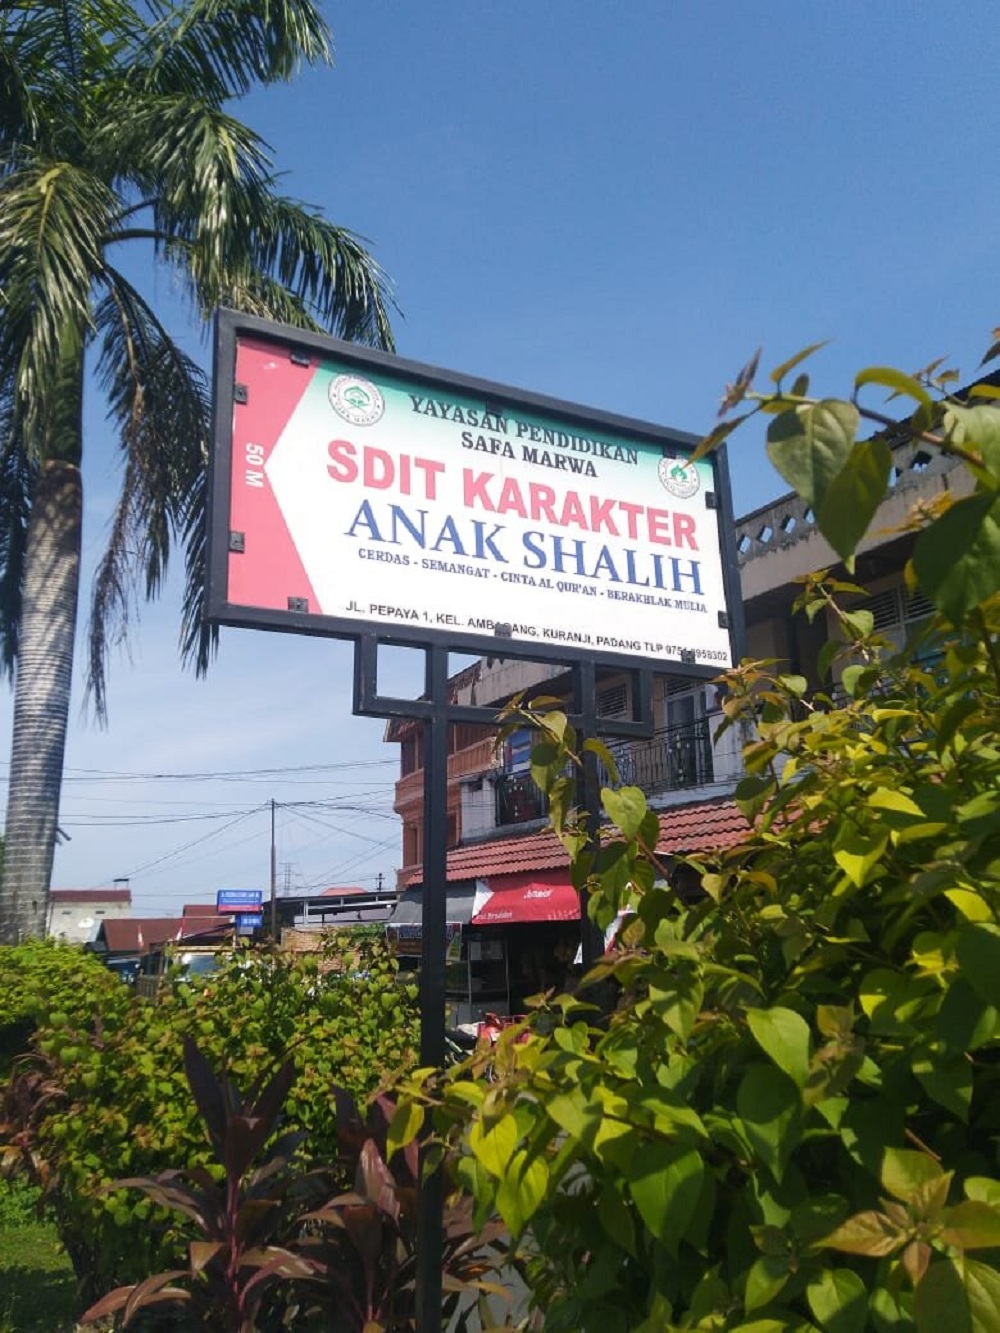 YAYASAN PENDIDIKAN
SAFA MARWA
SDIT KARAKTER
ANAK SHALIH
CERDAS - SEMANGAT - CINTA AL QUR'AN - BERAKHLAK MULIA
JL. PEPAYA 1, KEL. KURANJI, PADANG TLP
50 M